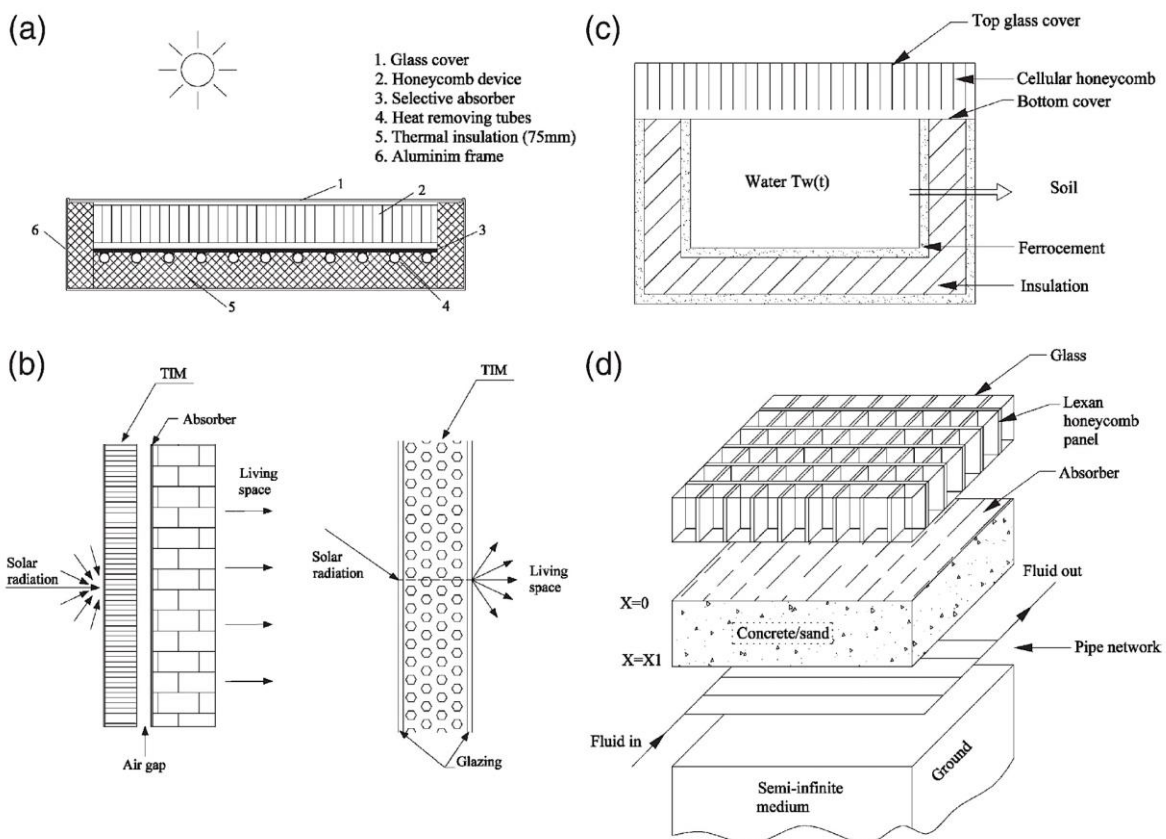 (a)
1. Glass cover
2. Honeycomb device
3. Selective absorber
4. Heat removing tubes
5. Thermal insulation (75mm)
6. Aluminim frame
1
2
3
4
5
6
(b)
TIM
Absorber
Living
space
Solar
radiation
Air gap
TIM
Solar
radiation
Living
space
Glazing
(c)
Top glass cover
Cellular honeycomb
Bottom cover
Water Tw(t)
Soil
Ferrocement
Insulation
(d)
Glass
Lexan
honeycomb
panel
Absorber
Fluid out
X=0
Concrete/sand
X=X1
Pipe network
Fluid in
Ground
Semi-infinite
medium